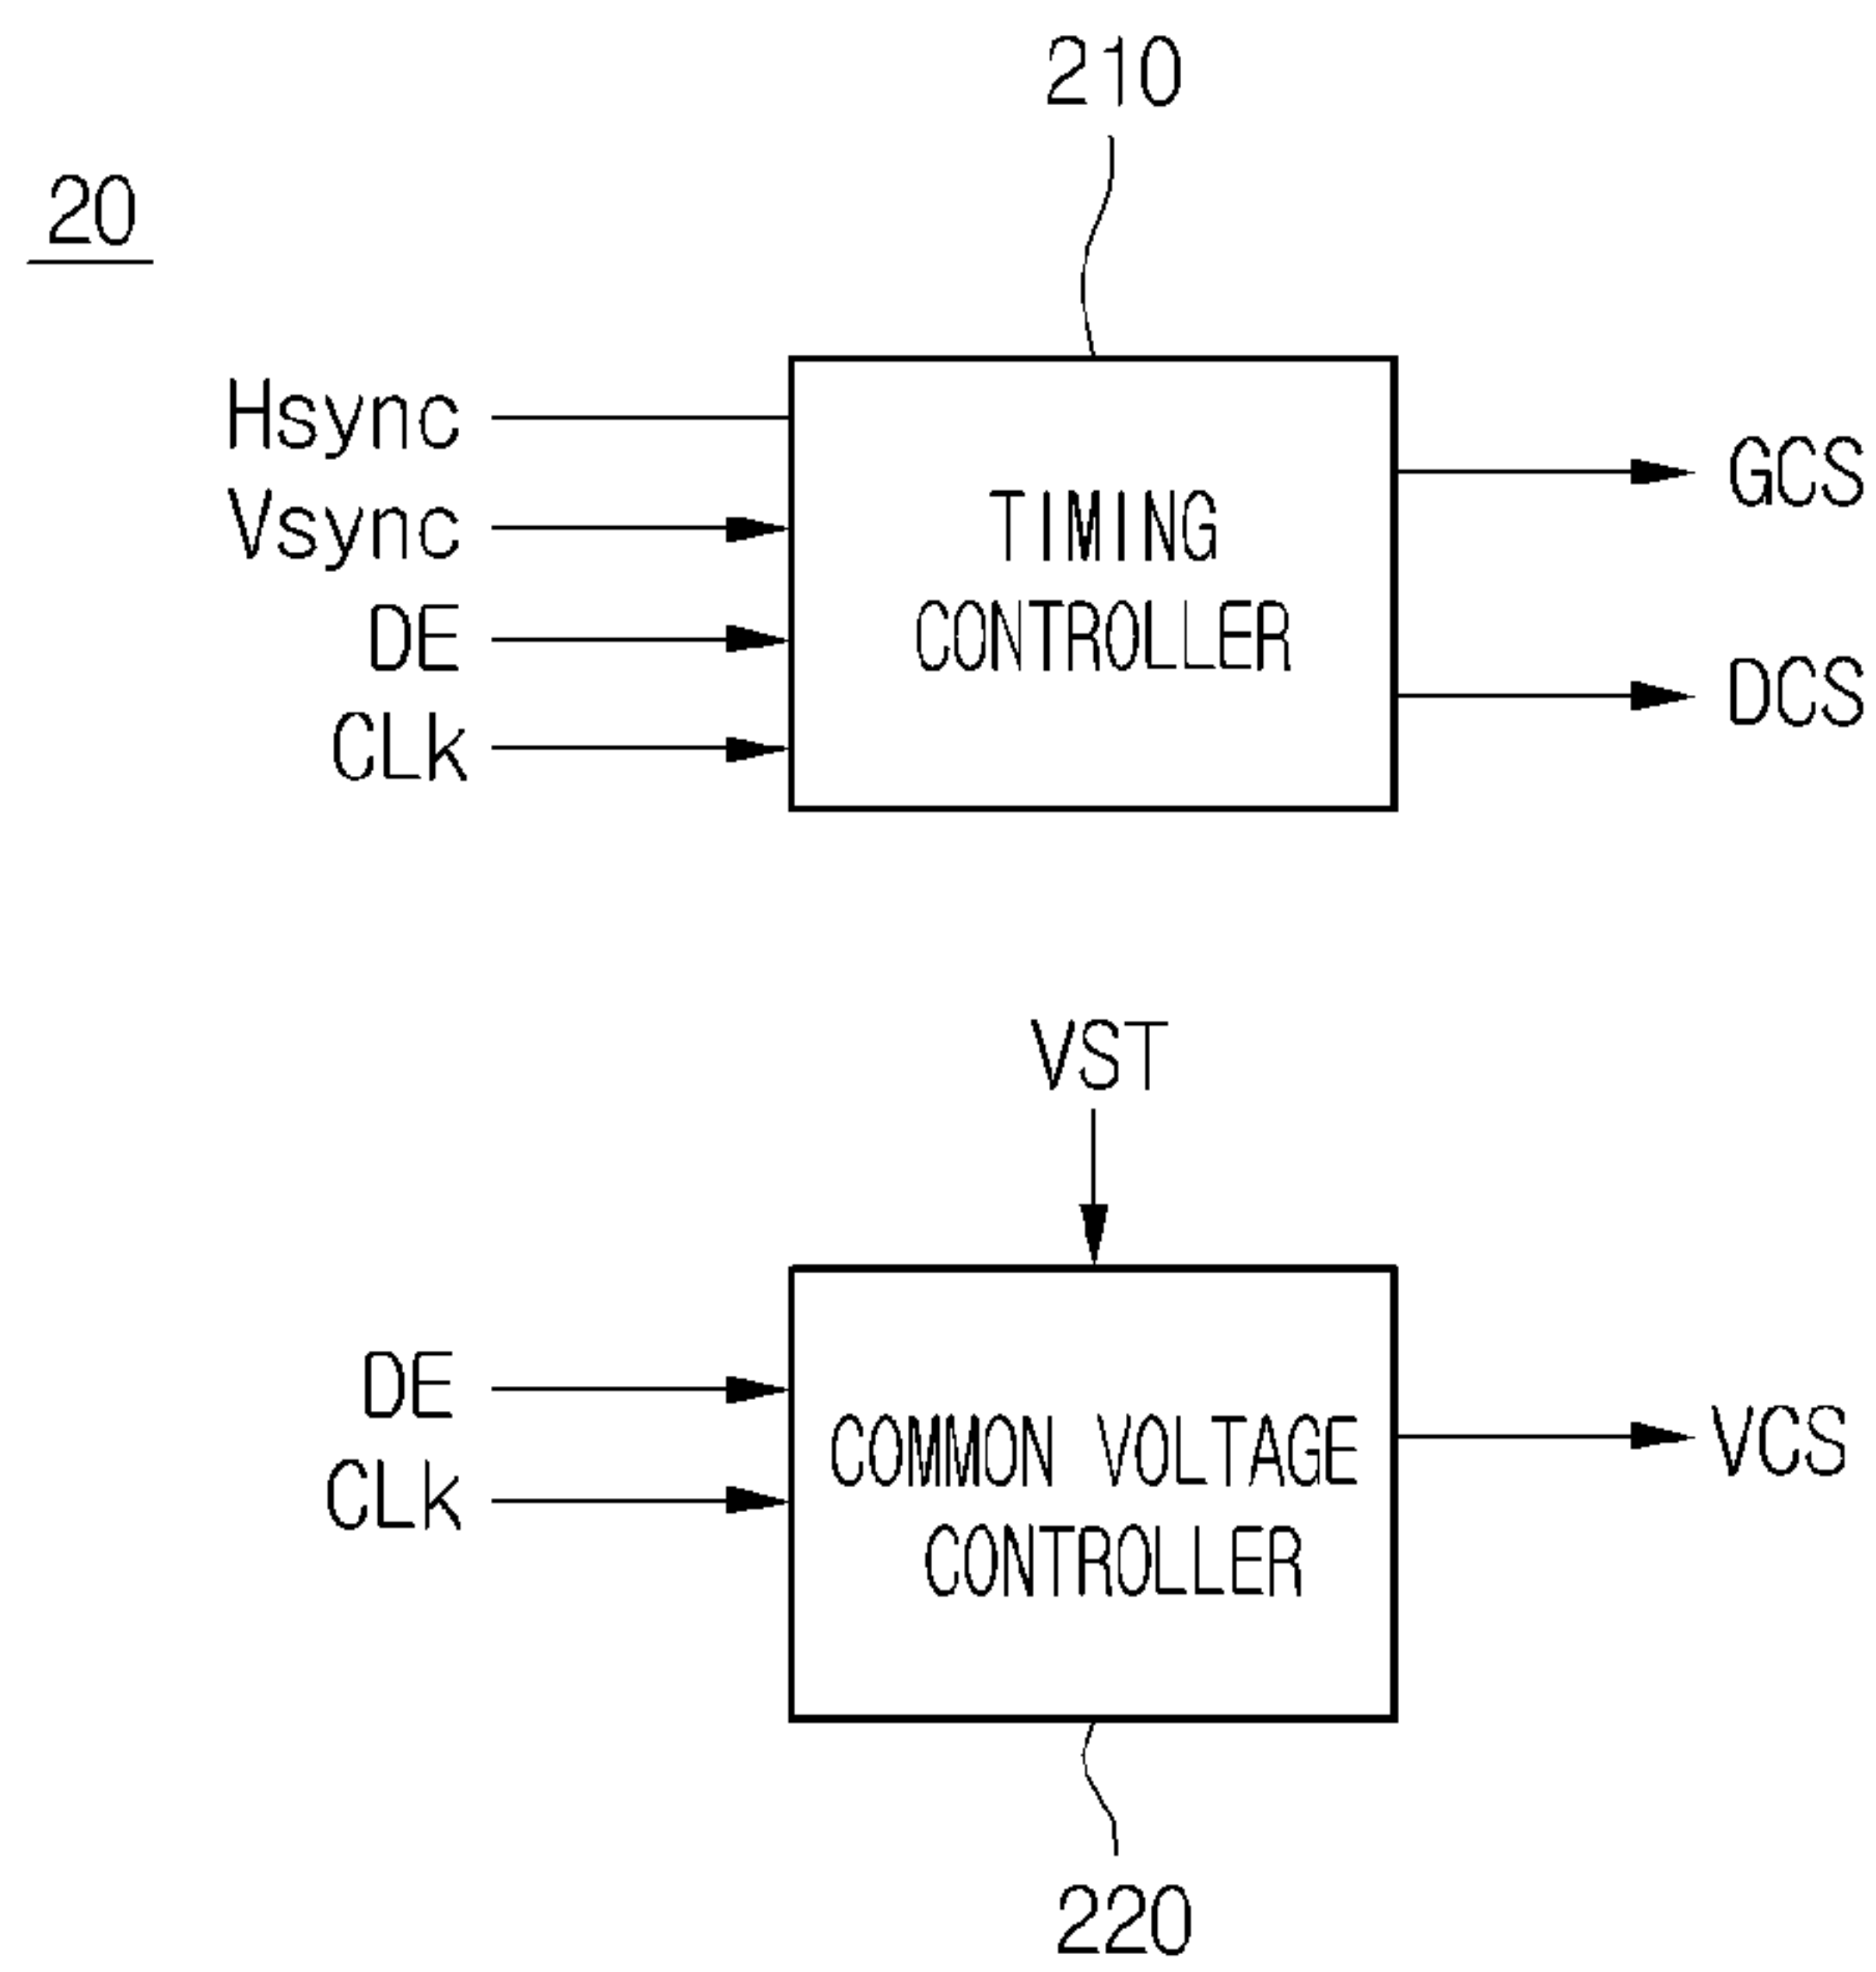 210
20
Hsync
Vsync
DE
CLk
TIMING
CONTROLLER
GCS
DCS
VST
DE
CLk
COMMON VOLTAGE
CONTROLLER
VCS
220